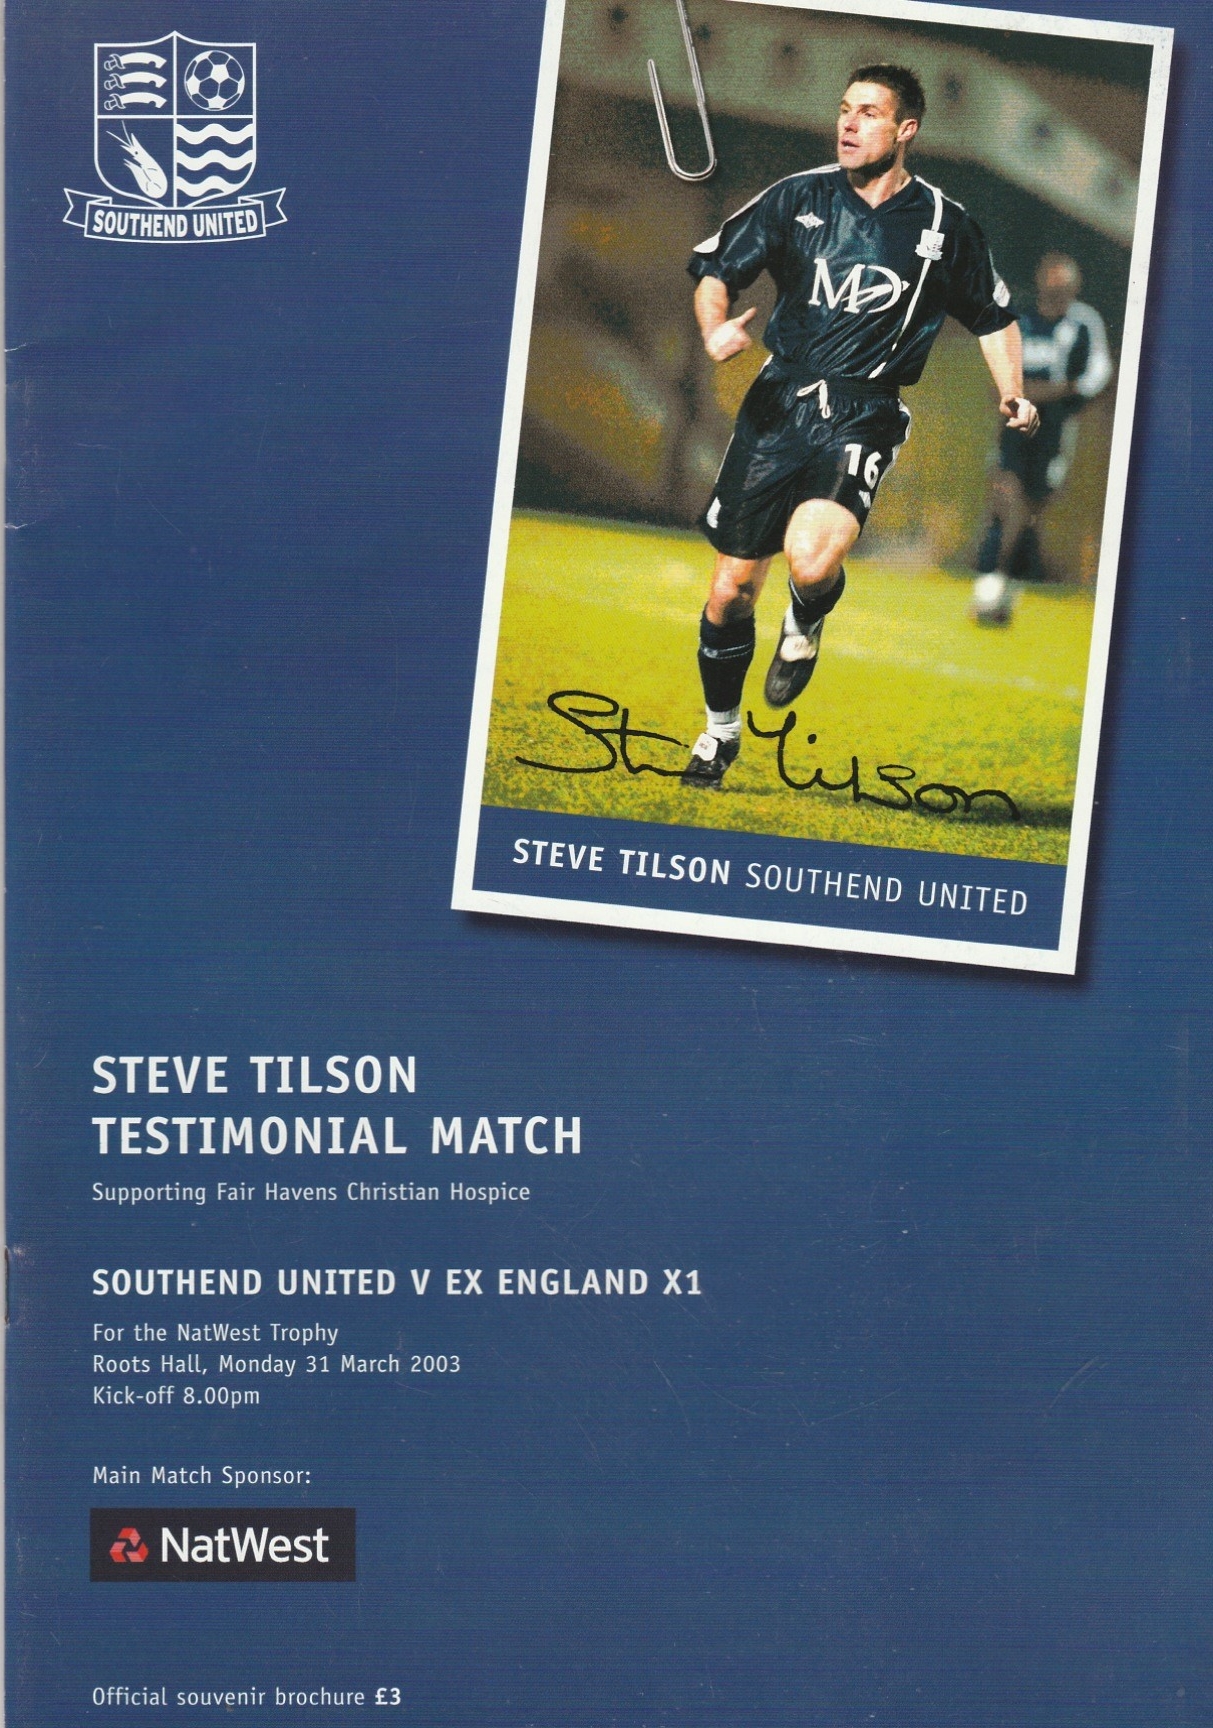 SOUTHEND UNITED
MD
16
Steve Tilson
STEVE TILSON SOUTHEND UNITED
STEVE TILSON
TESTIMONIAL MATCH
Supporting Fair Havens Christian Hospice
SOUTHEND UNITED V EX ENGLAND X1
For the NatWest Trophy
Roots Hall, Monday 31 March 2003
Kick-off 8.00pm
Main Match Sponsor:
NatWest
Official souvenir brochure £3